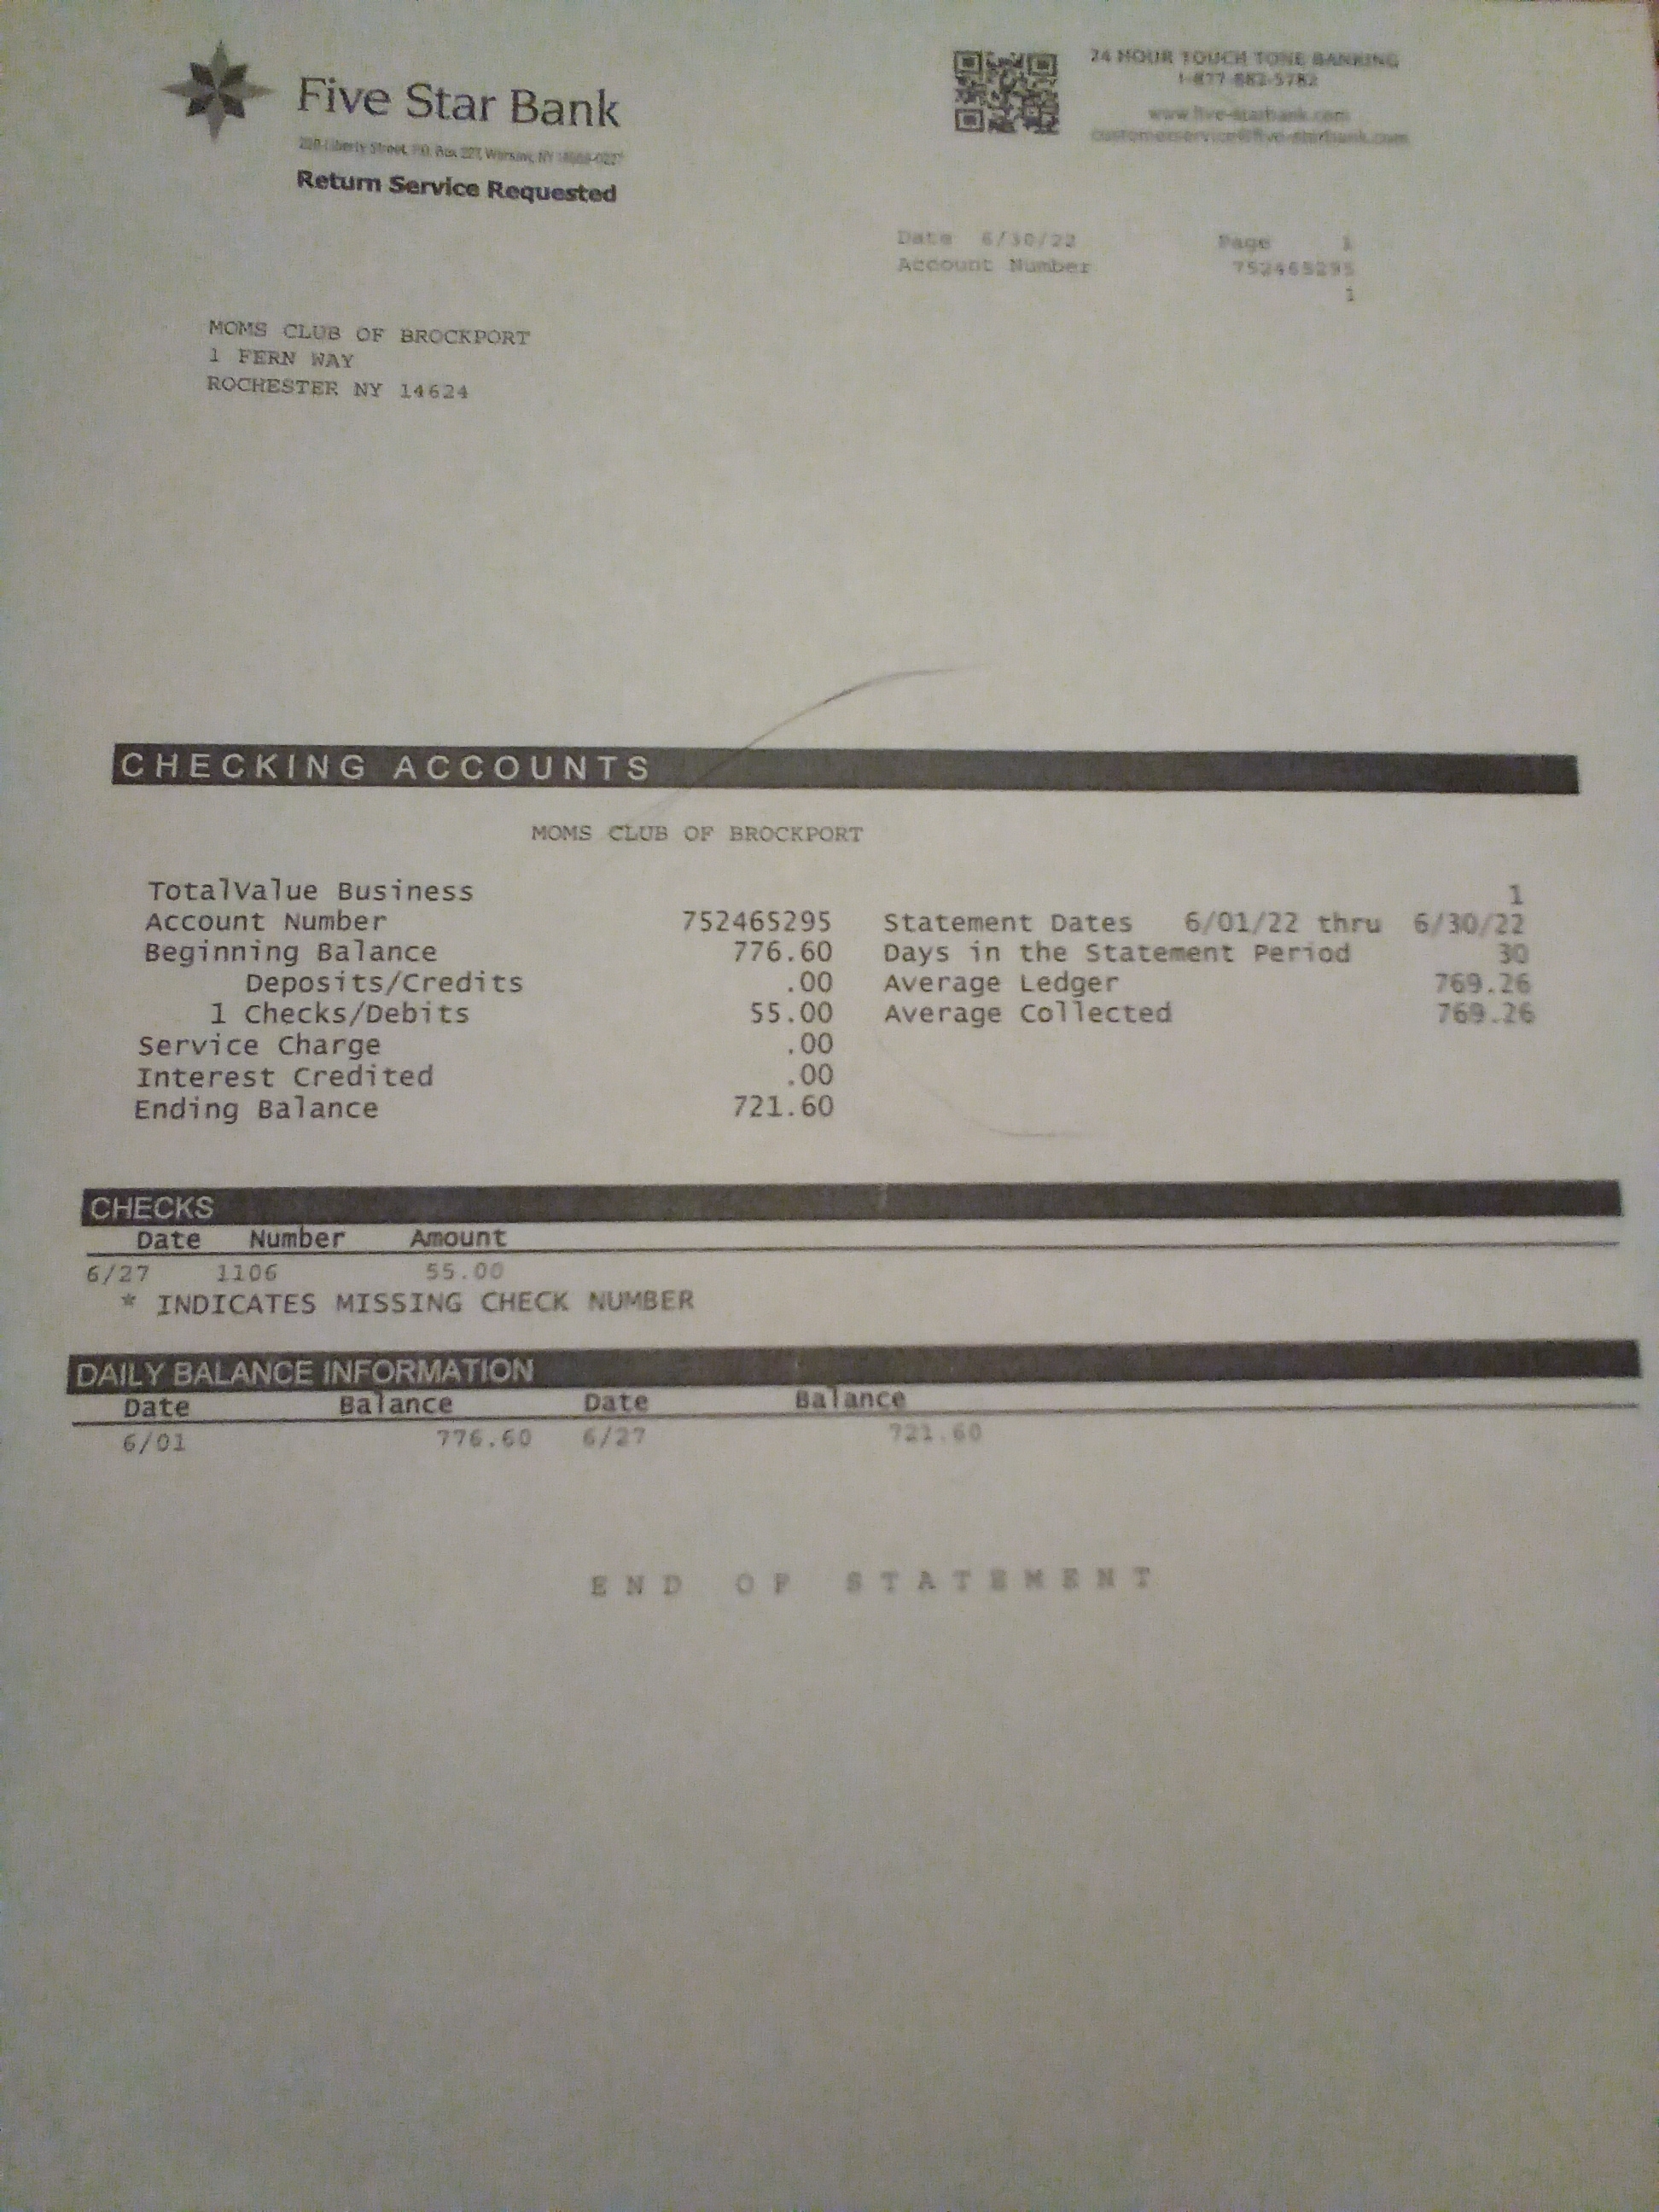 Five Star Bank
220 Liberty Street, P.O. Box 227, Warsaw, NY
Return Service Requested
24 HOUR TOUCH TONE BANKING
1-877-882-5782
www.five-starbank.com
customerservice@five-starbank.com
Date 6/30/22 Page 1
Account Number 752465295
1
MOMS CLUB OF BROCKPORT
1 FERN WAY
ROCHESTER NY 14624
CHECKING ACCOUNTS
MOMS CLUB OF BROCKPORT
TotalValue Business 1
Account Number 752465295 Statement Dates 6/01/22 thru 6/30/22
Beginning Balance 776.60 Days in the Statement Period 30
Deposits/Credits .00 Average Ledger 769.26
1 Checks/Debits 55.00 Average Collected 769.26
Service Charge .00
Interest Credited .00
Ending Balance 721.60
CHECKS
Date Number Amount
6/27 1106 55.00
* INDICATES MISSING CHECK NUMBER
DAILY BALANCE INFORMATION
Date Balance Date Balance
6/01 776.60 6/27 721.60
END OF STATEMENT